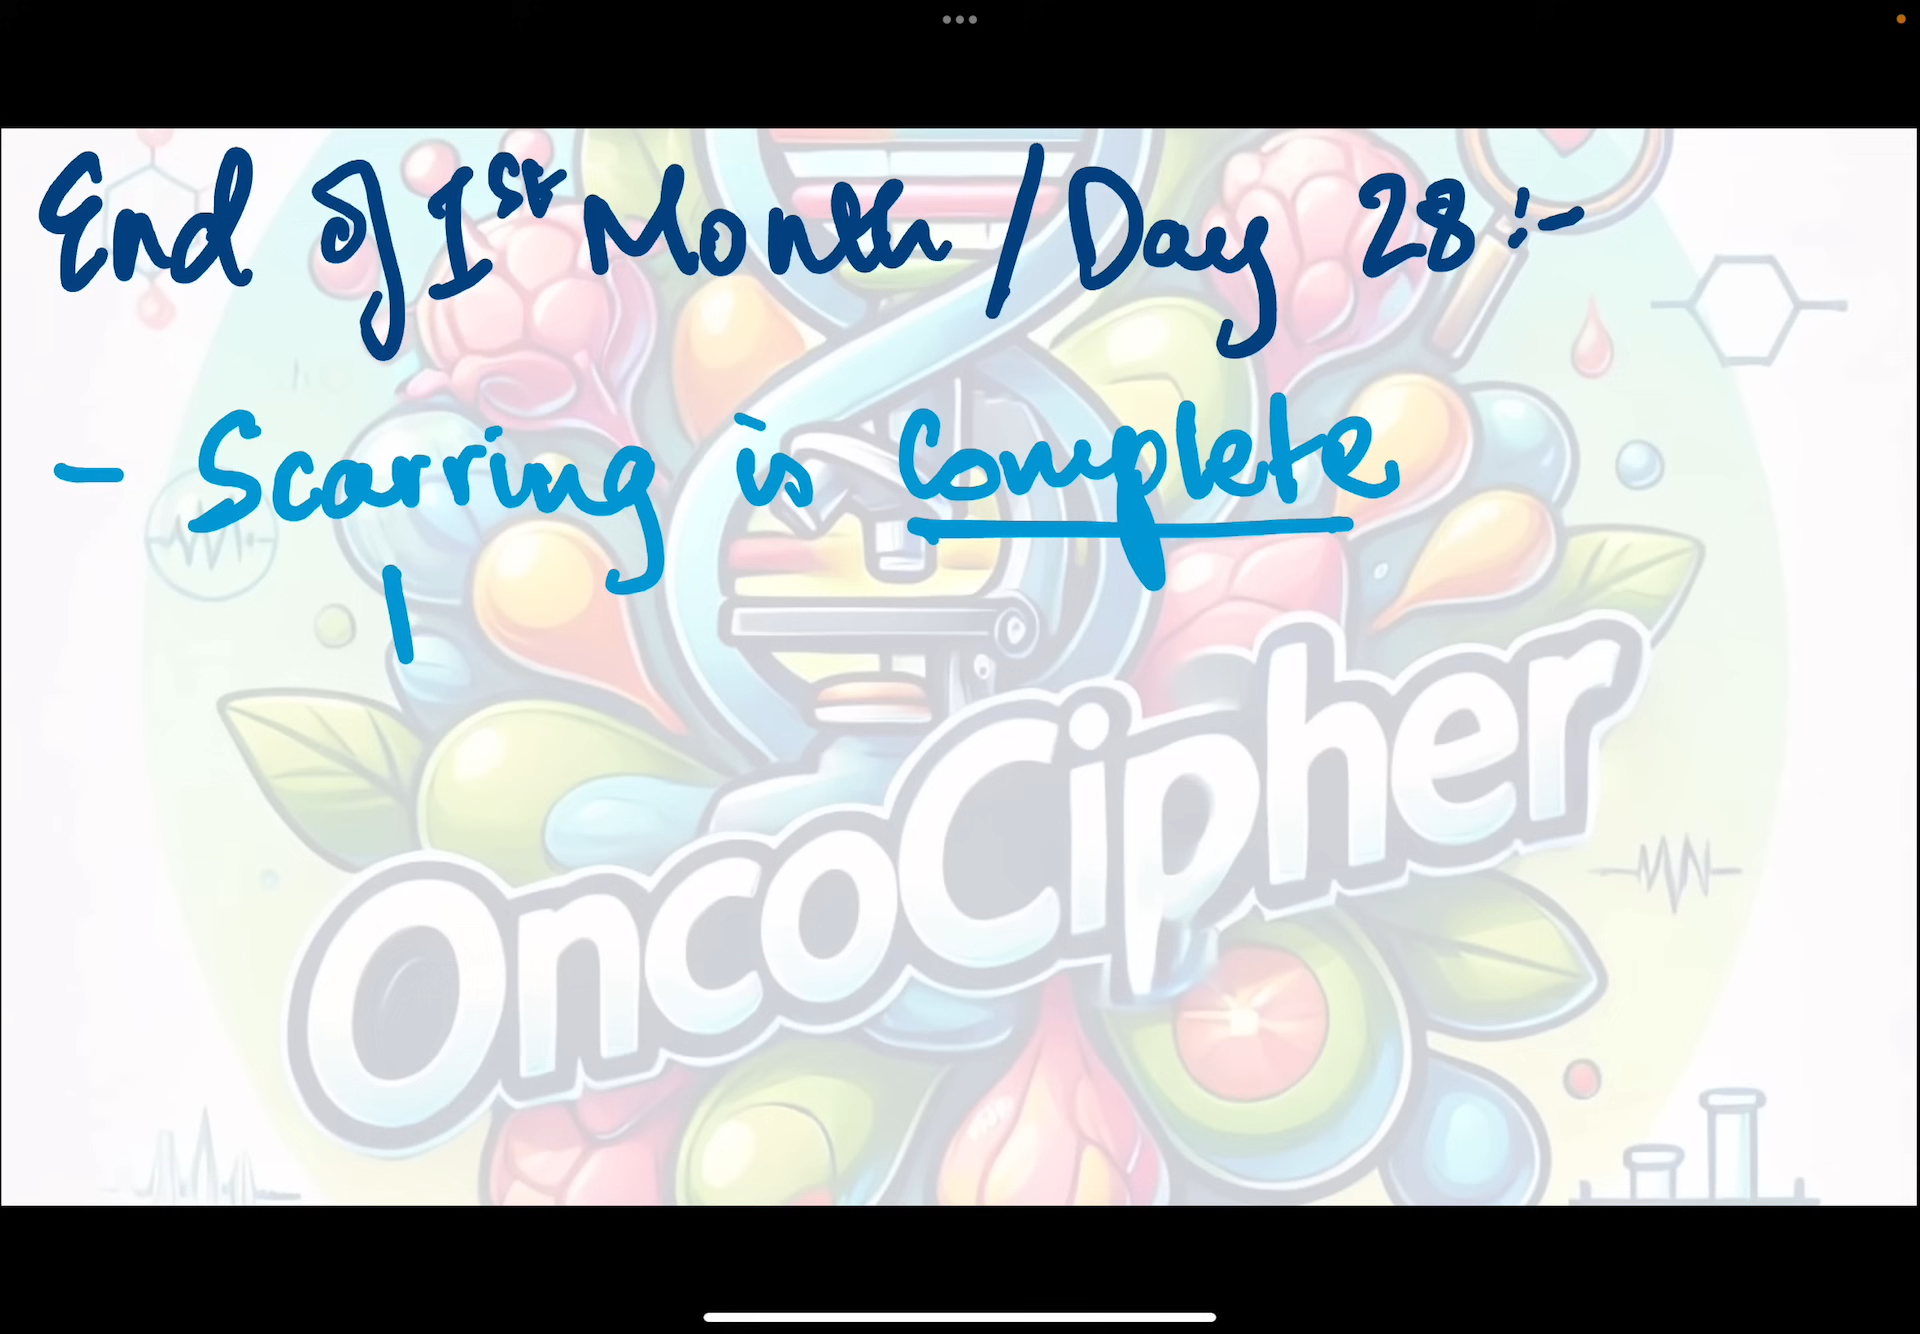 End of 1st Month / Day 28 :-
- Scarring is Complete
OncoCipher